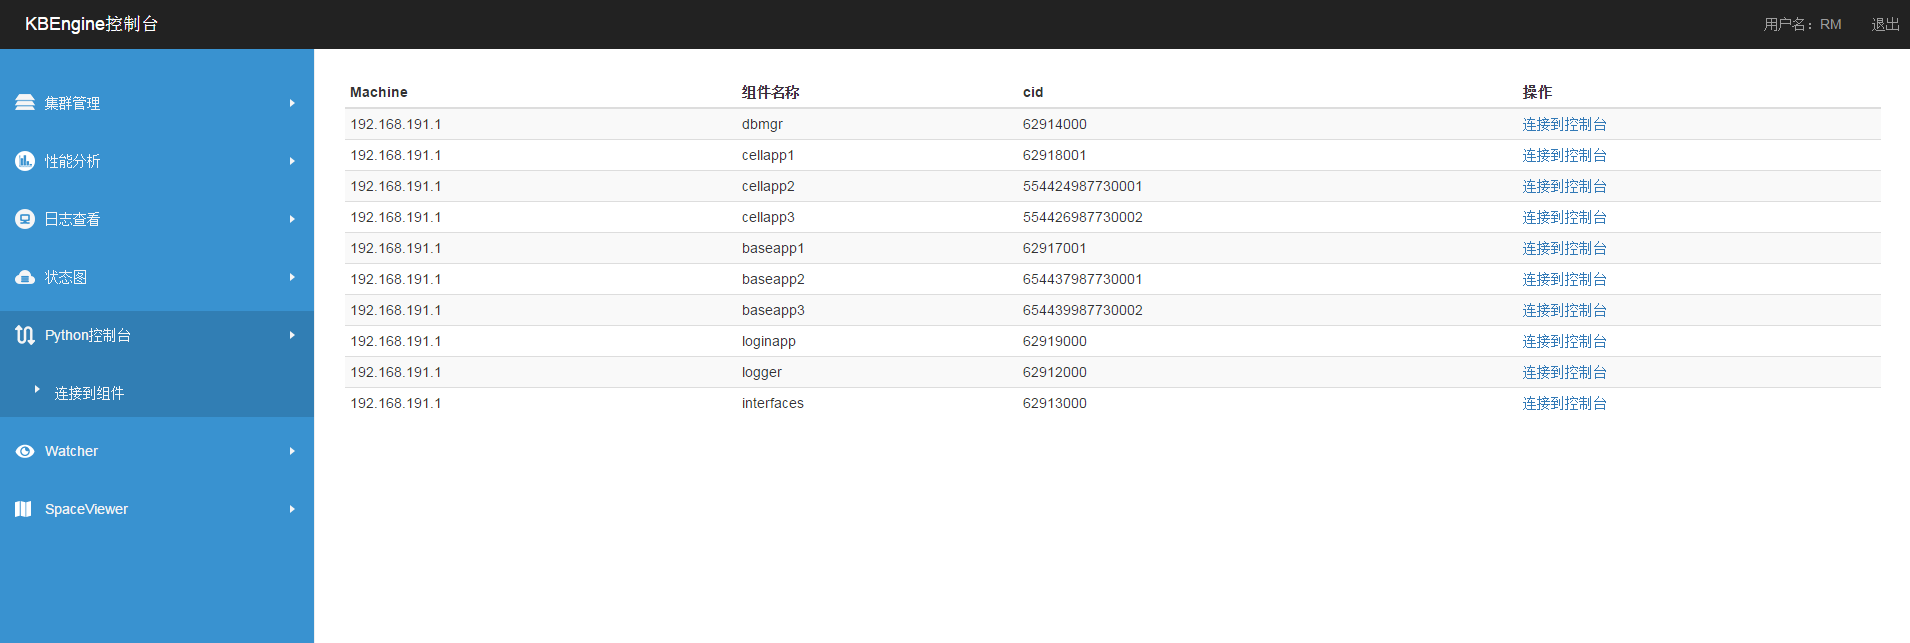 KBEngine控制台 用户名：RM 退出
集群管理
性能分析
日志查看
状态图
Python控制台
连接到组件
Watcher
SpaceViewer
Machine 组件名称 cid 操作
192.168.191.1 dbmgr 62914000 连接到控制台
192.168.191.1 cellapp1 62918001 连接到控制台
192.168.191.1 cellapp2 554424987730001 连接到控制台
192.168.191.1 cellapp3 554426987730002 连接到控制台
192.168.191.1 baseapp1 62917001 连接到控制台
192.168.191.1 baseapp2 654437987730001 连接到控制台
192.168.191.1 baseapp3 654439987730002 连接到控制台
192.168.191.1 loginapp 62919000 连接到控制台
192.168.191.1 logger 62912000 连接到控制台
192.168.191.1 interfaces 62913000 连接到控制台